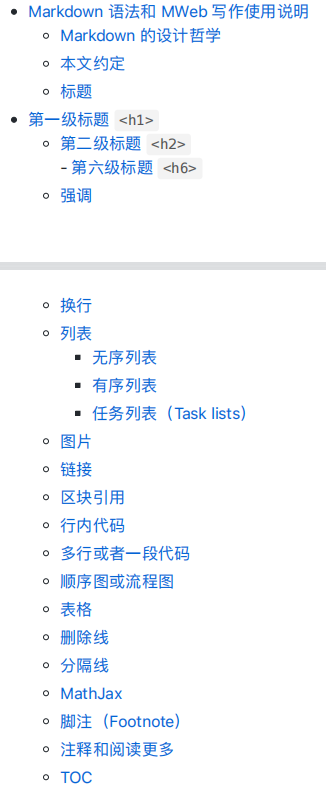 Markdown 语法和 MWeb 写作使用说明
Markdown 的设计哲学
本文约定
标题
第一级标题 <h1>
第二级标题 <h2>
- 第六级标题 <h6>
强调
换行
列表
无序列表
有序列表
任务列表（Task lists）
图片
链接
区块引用
行内代码
多行或者一段代码
顺序图或流程图
表格
删除线
分隔线
MathJax
脚注（Footnote）
注释和阅读更多
TOC